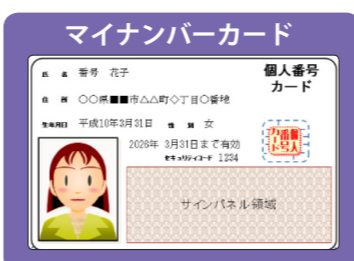 マイナンバーカード
氏 名 番号 花子
個人番号
カード
住 所 〇〇県■■市△△町◇丁目〇番地
生年月日 平成10年3月31日 性 別 女
2026年 3月31日まで有効
セキュリティコード 1234
サインパネル領域